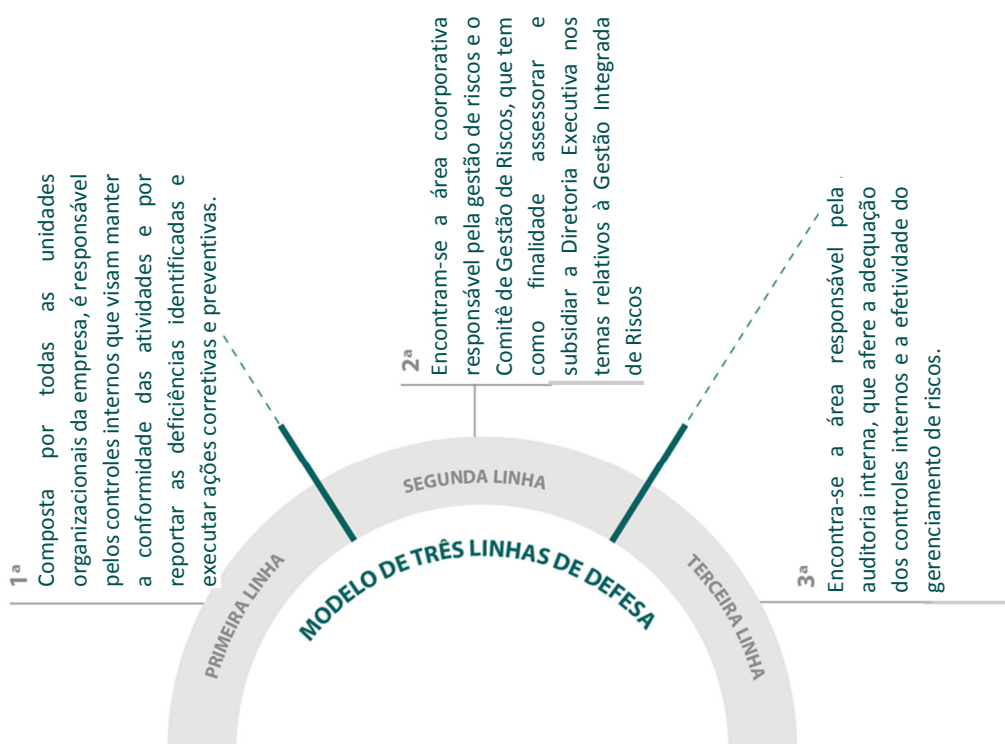 1ª
Composta por todas as unidades
organizacionais da empresa, é responsável
pelos controles internos que visam manter
a conformidade das atividades e por
reportar as deficiências identificadas e
executar ações corretivas e preventivas.
2ª
Encontram-se a área coorporativa
responsável pela gestão de riscos e o
Comitê de Gestão de Riscos, que tem
como finalidade assessorar e
subsidiar a Diretoria Executiva nos
temas relativos à Gestão Integrada
de Riscos
3ª
Encontra-se a área responsável pela
auditoria interna, que afere a adequação
dos controles internos e a efetividade do
gerenciamento de riscos.
PRIMEIRA LINHA
SEGUNDA LINHA
TERCEIRA LINHA
MODELO DE TRÊS LINHAS DE DEFESA